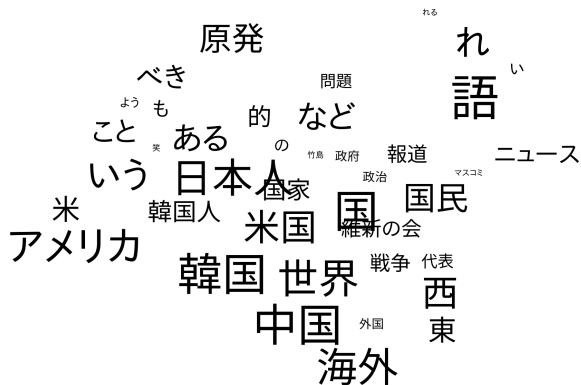 れる
原発
れ
べき
い
問題
語
よう
も
的
など
こと
ある
の
笑
竹島
政府
報道
ニュース
いう
日本人
国家
政治
マスコミ
米
韓国人
国
国民
アメリカ
米国
維新の会
韓国
世界
戦争
代表
西
中国
外国
東
海外